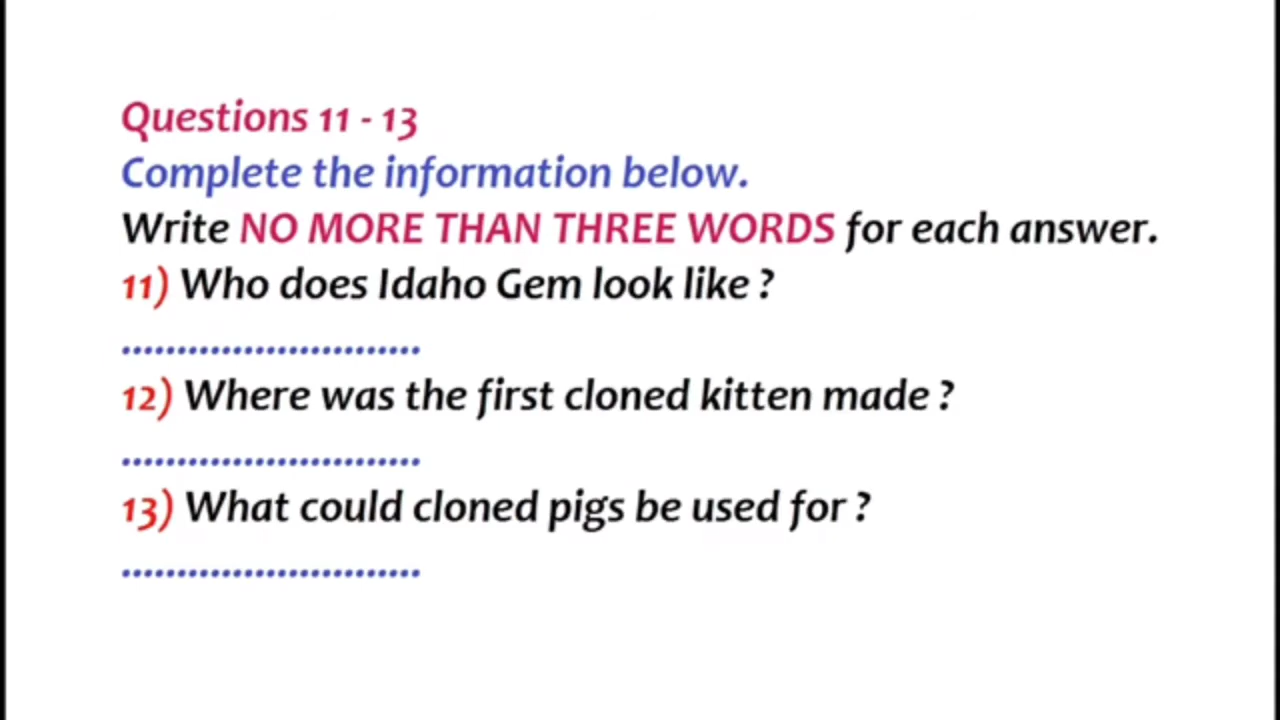 Questions 11 - 13
Complete the information below.
Write NO MORE THAN THREE WORDS for each answer.
11) Who does Idaho Gem look like ?
...........................
12) Where was the first cloned kitten made ?
...........................
13) What could cloned pigs be used for ?
...........................